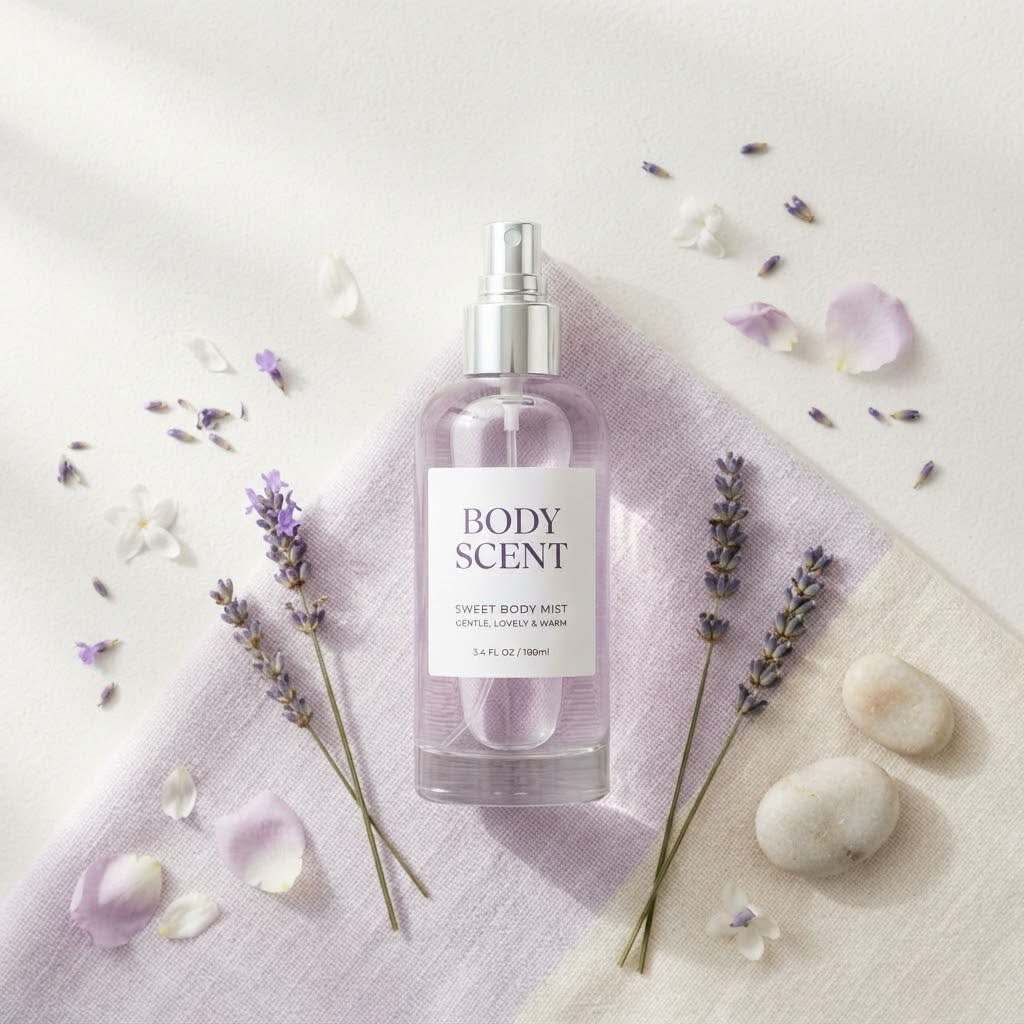 BODY
SCENT
SWEET BODY MIST
GENTLE, LOVELY & WARM
3.4 FL OZ / 100ml